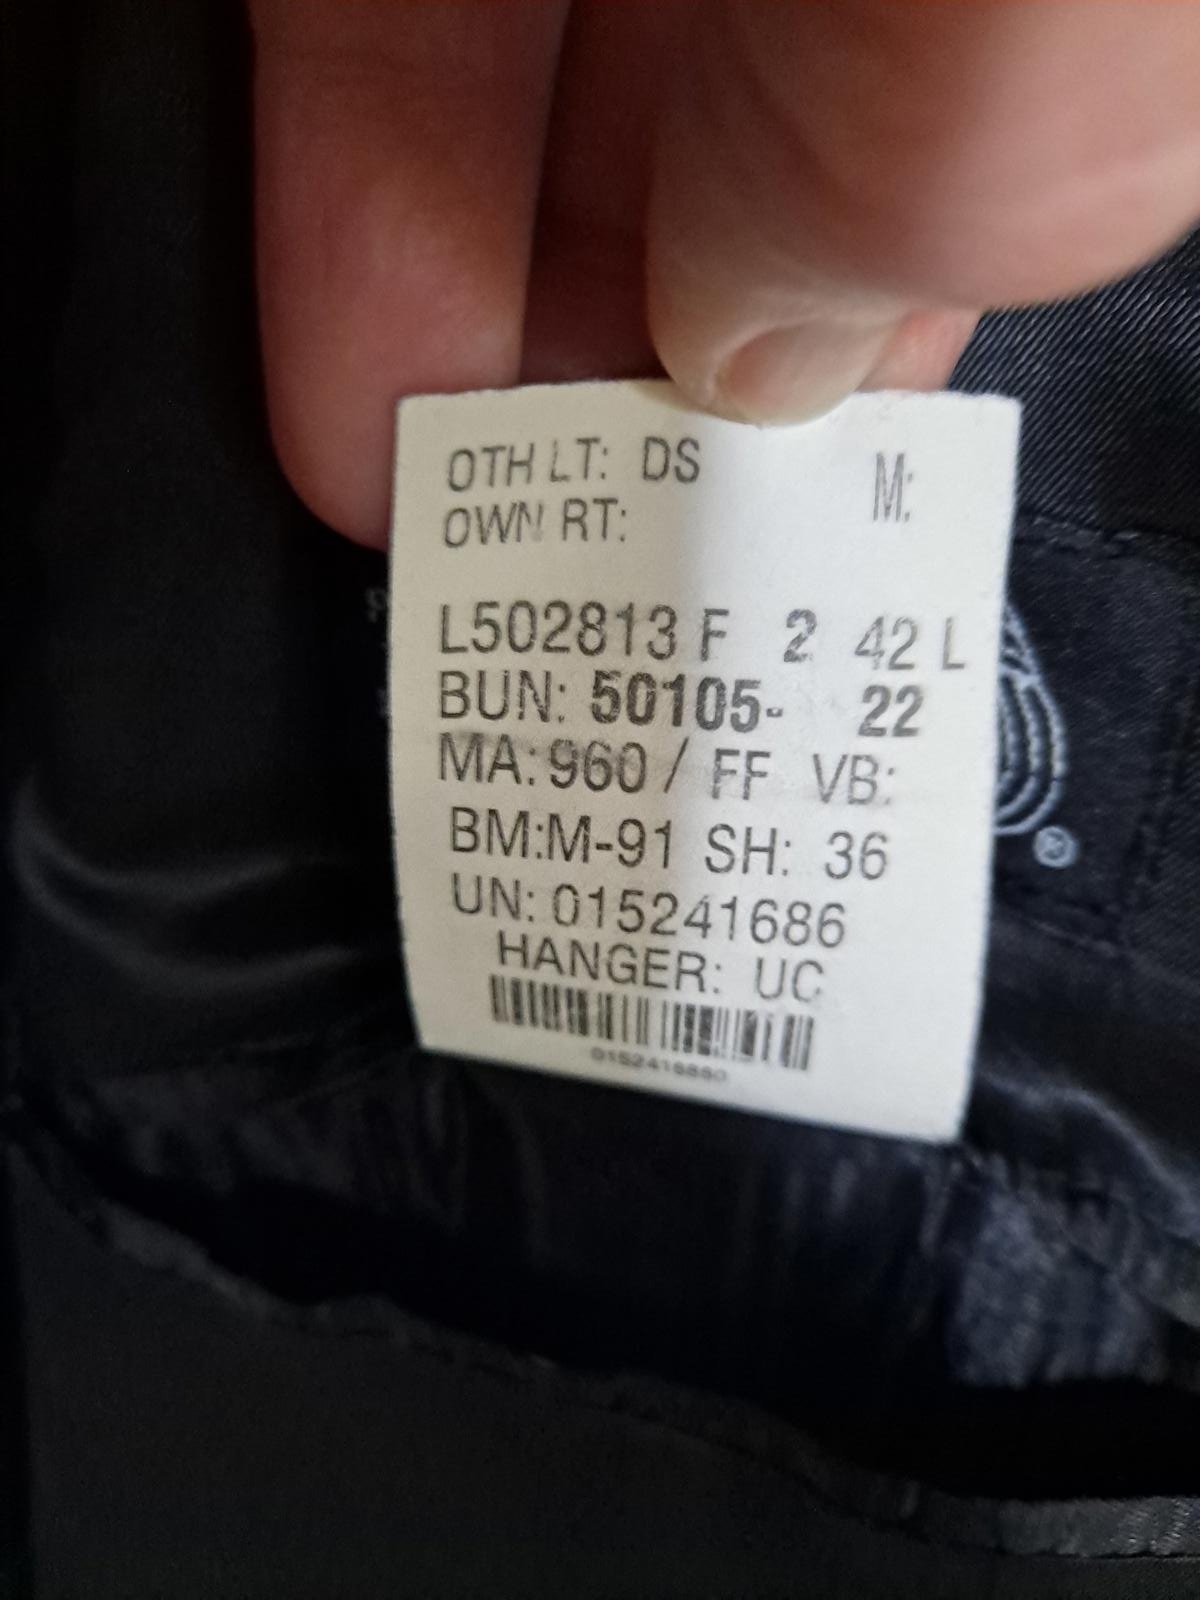 OTH LT: DS M:
OWN RT:
L502813 F 2 42 L
BUN: 50105- 22
MA: 960 / FF VB:
BM:M-91 SH: 36
UN: 015241686
HANGER: UC
®